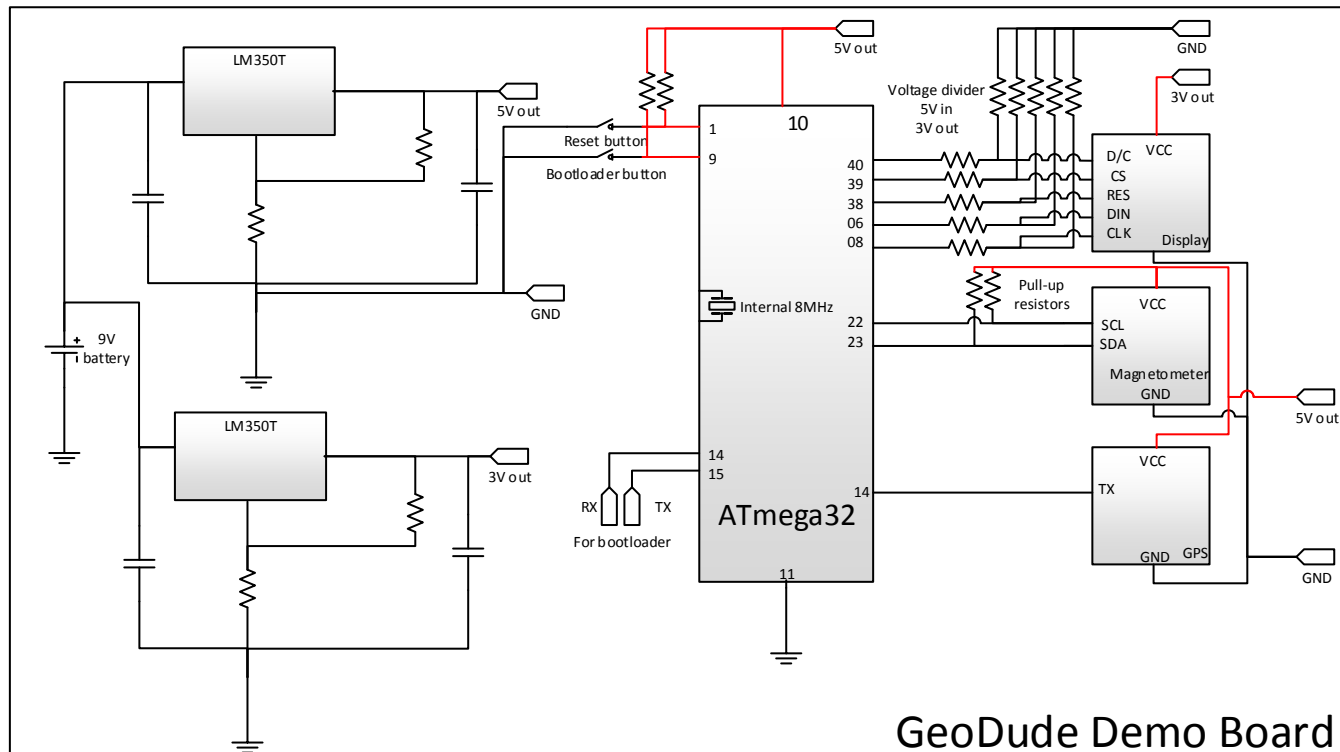 LM350T
5V out
GND
9V
battery
LM350T
3V out
Reset button
Bootloader button
5V out
1
9
10
Internal 8MHz
14
15
RX
TX
For bootloader
ATmega32
11
40
39
38
06
08
22
23
14
Voltage divider
5V in
3V out
GND
3V out
VCC
D/C
CS
RES
DIN
CLK
Display
Pull-up
resistors
VCC
SCL
SDA
Magnetometer
GND
5V out
VCC
TX
GND
GPS
GND
GeoDude Demo Board